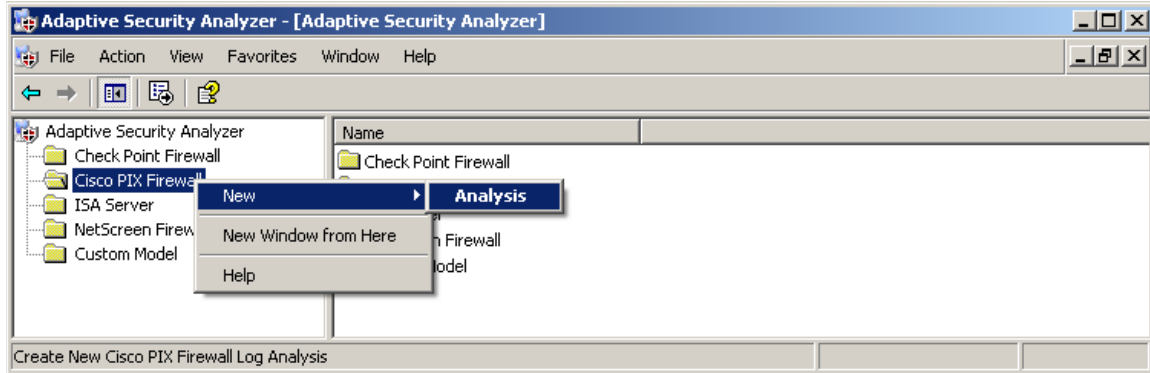 Adaptive Security Analyzer - [Adaptive Security Analyzer]
File Action View Favorites Window Help
Adaptive Security Analyzer
Check Point Firewall
Cisco PIX Firewall
ISA Server
NetScreen Firew
Custom Model
New
New Window from Here
Help
Analysis
Name
Check Point Firewall
n Firewall
odel
Create New Cisco PIX Firewall Log Analysis